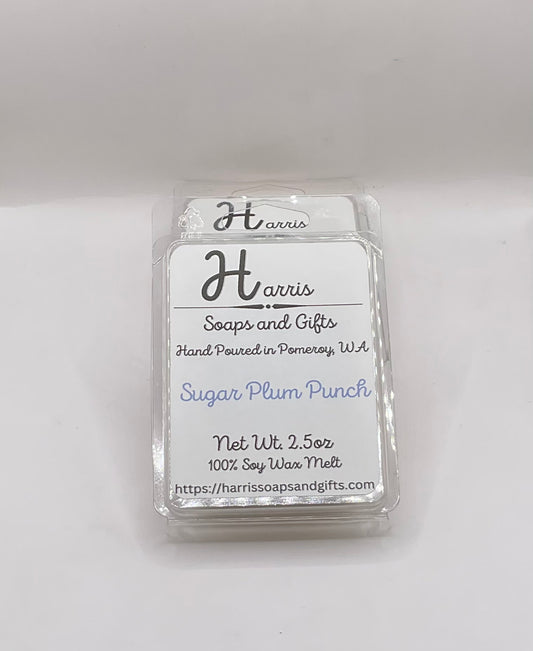 Harris
Harris
Soaps and Gifts
Hand Poured in Pomeroy, WA
Sugar Plum Punch
Net Wt. 2.5oz
100% Soy Wax Melt
https://harrissoapsandgifts.com